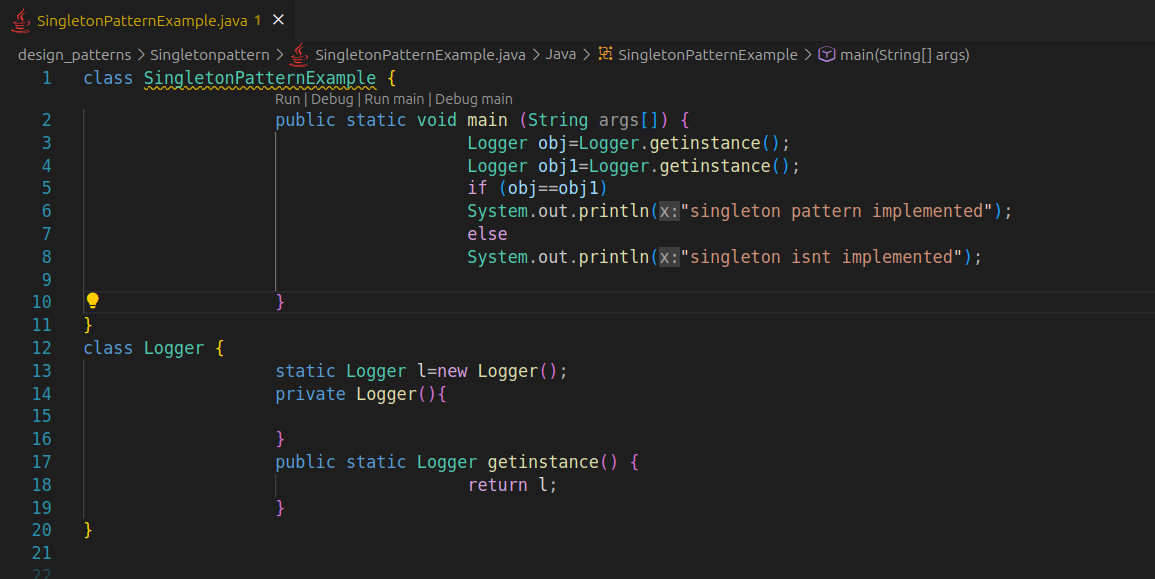 SingletonPatternExample.java 1 ×
design_patterns > Singletonpattern > SingletonPatternExample.java > Java > SingletonPatternExample > main(String[] args)
1 class SingletonPatternExample {
Run | Debug | Run main | Debug main
2 public static void main (String args[]) {
3 Logger obj=Logger.getinstance();
4 Logger obj1=Logger.getinstance();
5 if (obj==obj1)
6 System.out.println(x:"singleton pattern implemented");
7 else
8 System.out.println(x:"singleton isnt implemented");
9
10 }
11 }
12 class Logger {
13 static Logger l=new Logger();
14 private Logger(){
15
16 }
17 public static Logger getinstance() {
18 return l;
19 }
20 }
21
22